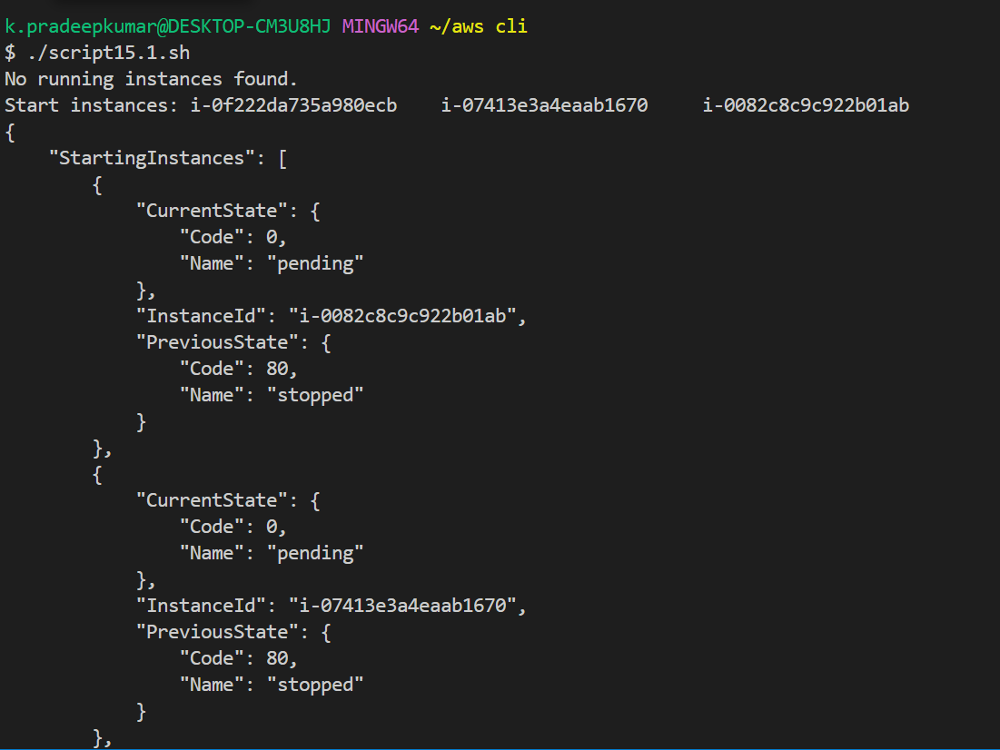 k.pradeepkumar@DESKTOP-CM3U8HJ MINGW64 ~/aws cli
$ ./script15.1.sh
No running instances found.
Start instances: i-0f222da735a980ecb    i-07413e3a4eaab1670     i-0082c8c9c922b01ab
{
    "StartingInstances": [
        {
            "CurrentState": {
                "Code": 0,
                "Name": "pending"
            },
            "InstanceId": "i-0082c8c9c922b01ab",
            "PreviousState": {
                "Code": 80,
                "Name": "stopped"
            }
        },
        {
            "CurrentState": {
                "Code": 0,
                "Name": "pending"
            },
            "InstanceId": "i-07413e3a4eaab1670",
            "PreviousState": {
                "Code": 80,
                "Name": "stopped"
            }
        },